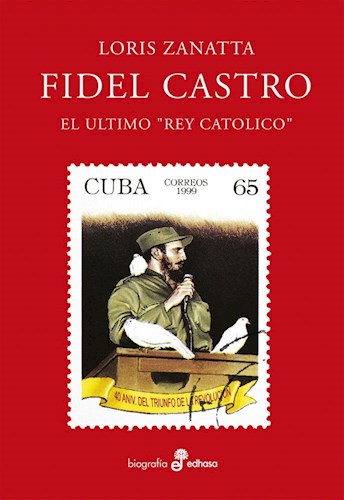 LORIS ZANATTA
FIDEL CASTRO
EL ULTIMO "REY CATOLICO"
CUBA CORREOS 65
1999
40 ANIV. DEL TRIUNFO DE LA REVOLUCION
biografía edhasa